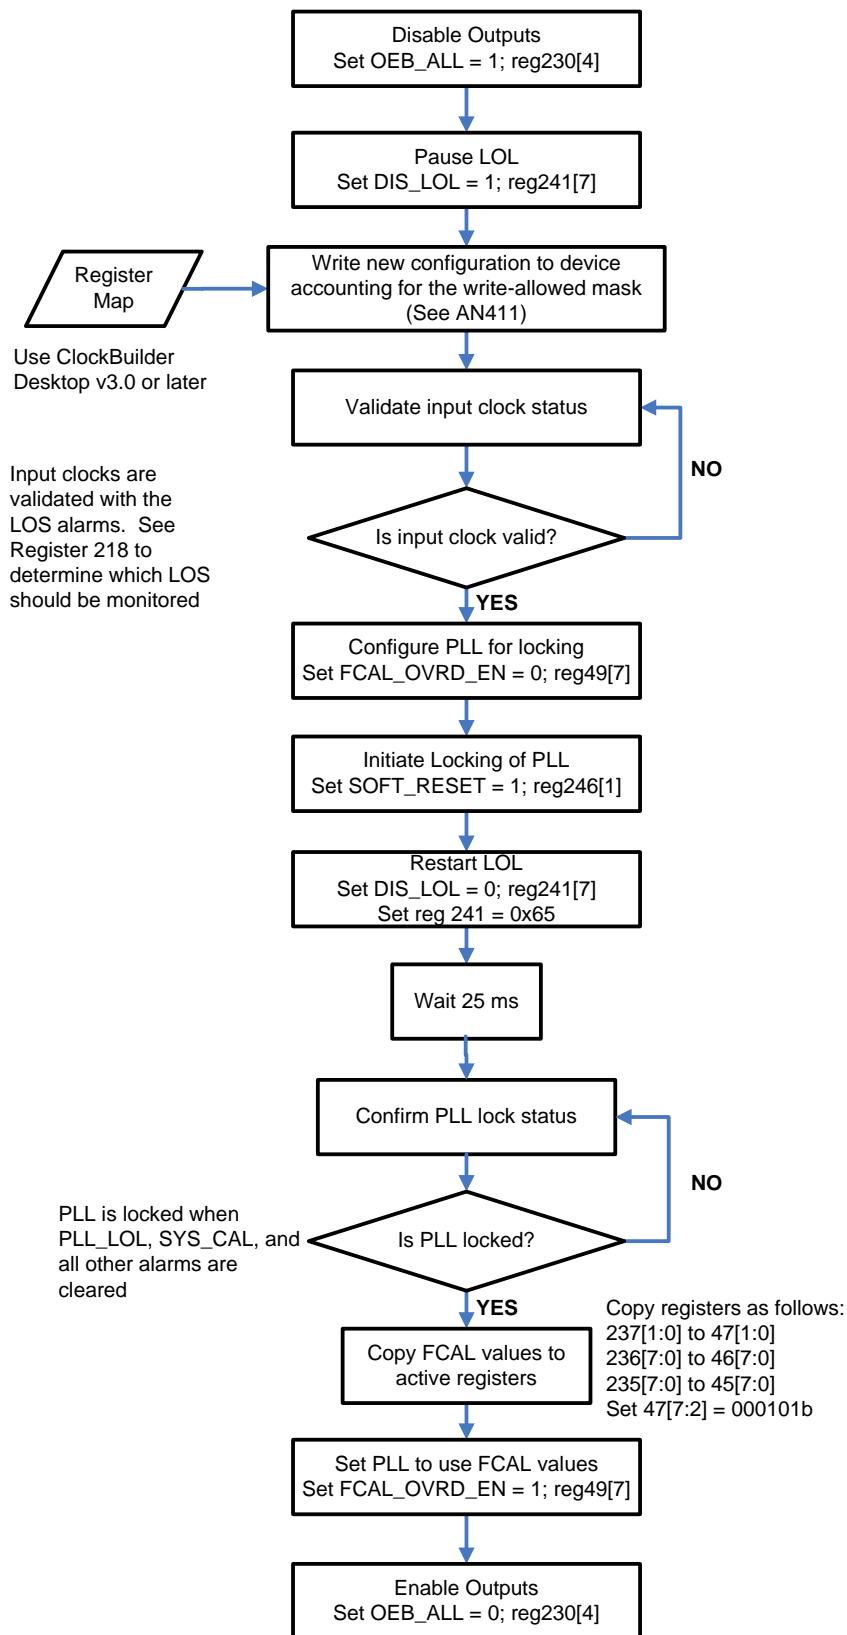 Disable Outputs
Set OEB_ALL = 1; reg230[4]
Pause LOL
Set DIS_LOL = 1; reg241[7]
Register
Map
Write new configuration to device
accounting for the write-allowed mask
(See AN411)
Use ClockBuilder
Desktop v3.0 or later
Validate input clock status
NO
Input clocks are
validated with the
LOS alarms.  See
Register 218 to
determine which LOS
should be monitored
Is input clock valid?
YES
Configure PLL for locking
Set FCAL_OVRD_EN = 0; reg49[7]
Initiate Locking of PLL
Set SOFT_RESET = 1; reg246[1]
Restart LOL
Set DIS_LOL = 0; reg241[7]
Set reg 241 = 0x65
Wait 25 ms
Confirm PLL lock status
NO
PLL is locked when
PLL_LOL, SYS_CAL, and
all other alarms are
cleared
Is PLL locked?
YES
Copy FCAL values to
active registers
Copy registers as follows:
237[1:0] to 47[1:0]
236[7:0] to 46[7:0]
235[7:0] to 45[7:0]
Set 47[7:2] = 000101b
Set PLL to use FCAL values
Set FCAL_OVRD_EN = 1; reg49[7]
Enable Outputs
Set OEB_ALL = 0; reg230[4]